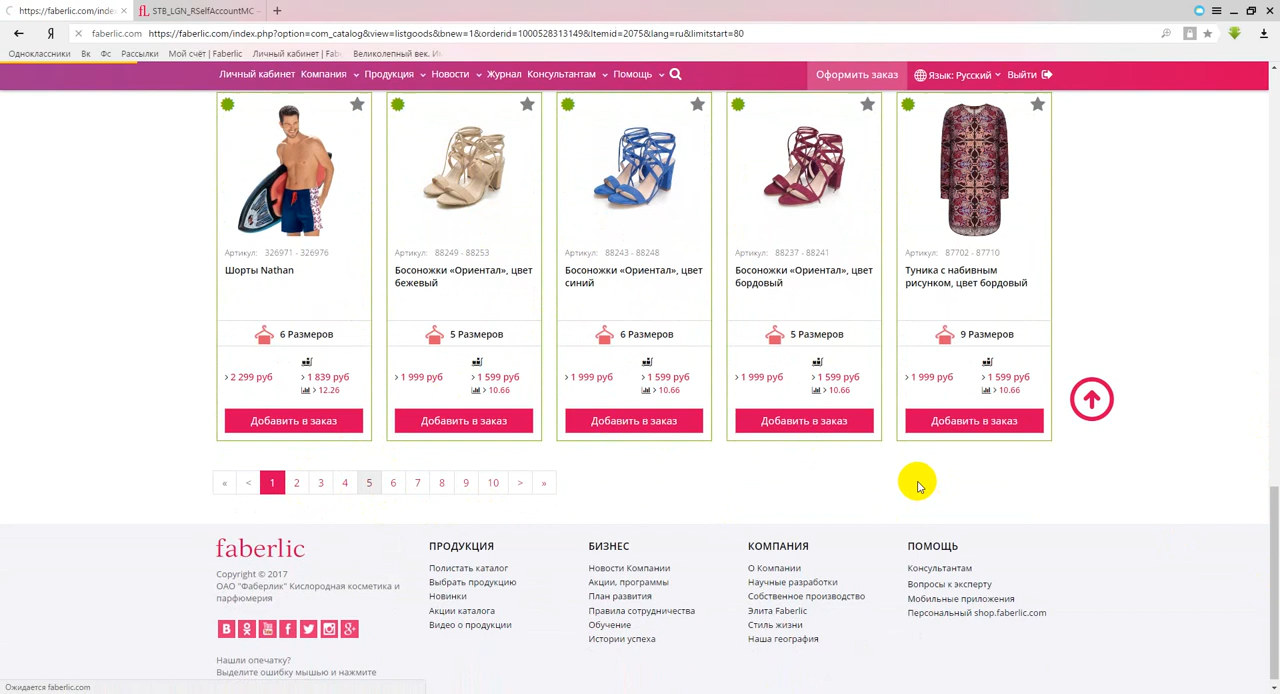 https://faberlic.com/index
STB_LGN_RSelfAccountMC -
Я
faberlic.com https://faberlic.com/index.php?option=com_catalog&view=listgoods&bnew=1&orderid=1000528313149&Itemid=2075&lang=ru&limitstart=80
Одноклассники Вк Фс Рассылки Мой счёт | Faberlic Личный кабинет | Fab Великолепный век. И
Личный кабинет Компания Продукция Новости Журнал Консультантам Помощь Оформить заказ Язык: Русский Выйти
Артикул: 326971 - 326976
Шорты Nathan
6 Размеров
2 299 руб 1 839 руб
12.26
Добавить в заказ
Артикул: 88249 - 88253
Босоножки «Ориентал», цвет
бежевый
5 Размеров
1 999 руб 1 599 руб
10.66
Добавить в заказ
Артикул: 88243 - 88248
Босоножки «Ориентал», цвет
синий
6 Размеров
1 999 руб 1 599 руб
10.66
Добавить в заказ
Артикул: 88237 - 88241
Босоножки «Ориентал», цвет
бордовый
5 Размеров
1 999 руб 1 599 руб
10.66
Добавить в заказ
Артикул: 87702 - 87710
Туника с набивным
рисунком, цвет бордовый
9 Размеров
1 999 руб 1 599 руб
10.66
Добавить в заказ
« < 1 2 3 4 5 6 7 8 9 10 > »
faberlic
Copyright © 2017
ОАО "Фаберлик" Кислородная косметика и
парфюмерия
Нашли опечатку?
Выделите ошибку мышью и нажмите
ПРОДУКЦИЯ
Полистать каталог
Выбрать продукцию
Новинки
Акции каталога
Видео о продукции
БИЗНЕС
Новости Компании
Акции, программы
План развития
Правила сотрудничества
Обучение
Истории успеха
КОМПАНИЯ
О Компании
Научные разработки
Собственное производство
Элита Faberlic
Стиль жизни
Наша география
ПОМОЩЬ
Консультантам
Вопросы к эксперту
Мобильные приложения
Персональный shop.faberlic.com
Ожидается faberlic.com